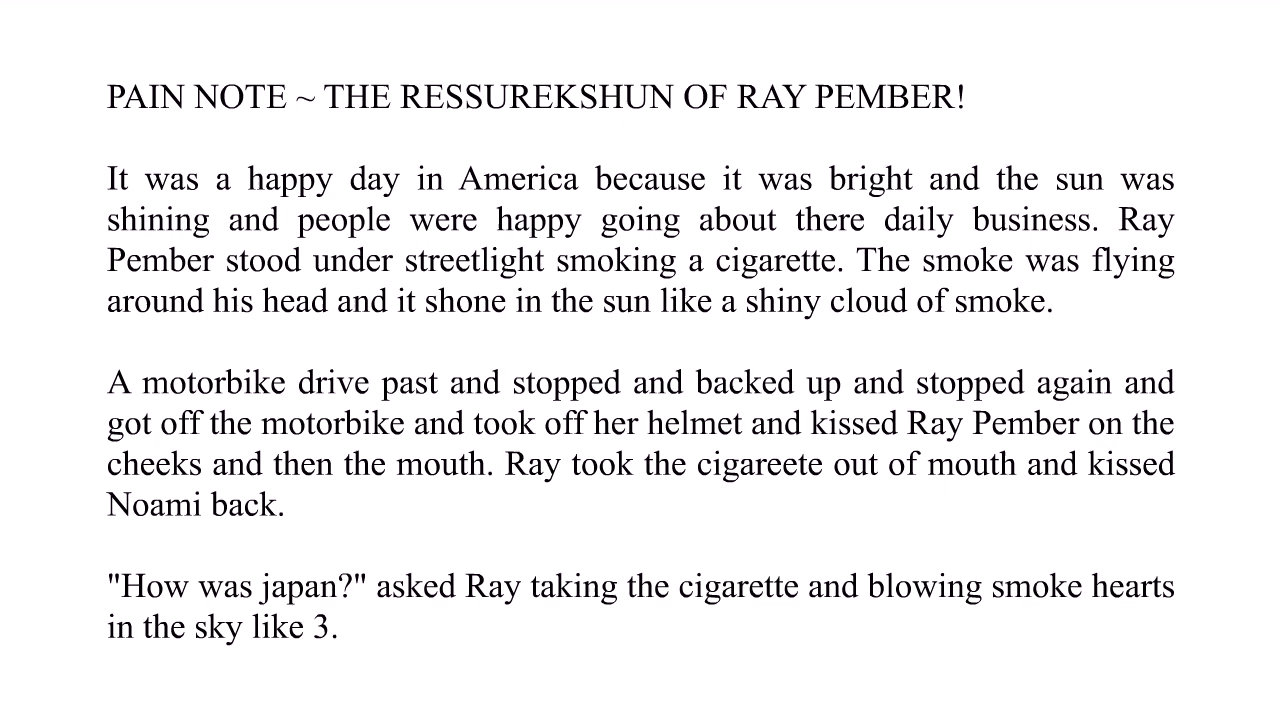 PAIN NOTE ~ THE RESSUREKSHUN OF RAY PEMBER!
It was a happy day in America because it was bright and the sun was
shining and people were happy going about there daily business. Ray
Pember stood under streetlight smoking a cigarette. The smoke was flying
around his head and it shone in the sun like a shiny cloud of smoke.
A motorbike drive past and stopped and backed up and stopped again and
got off the motorbike and took off her helmet and kissed Ray Pember on the
cheeks and then the mouth. Ray took the cigareete out of mouth and kissed
Noami back.
"How was japan?" asked Ray taking the cigarette and blowing smoke hearts
in the sky like 3.